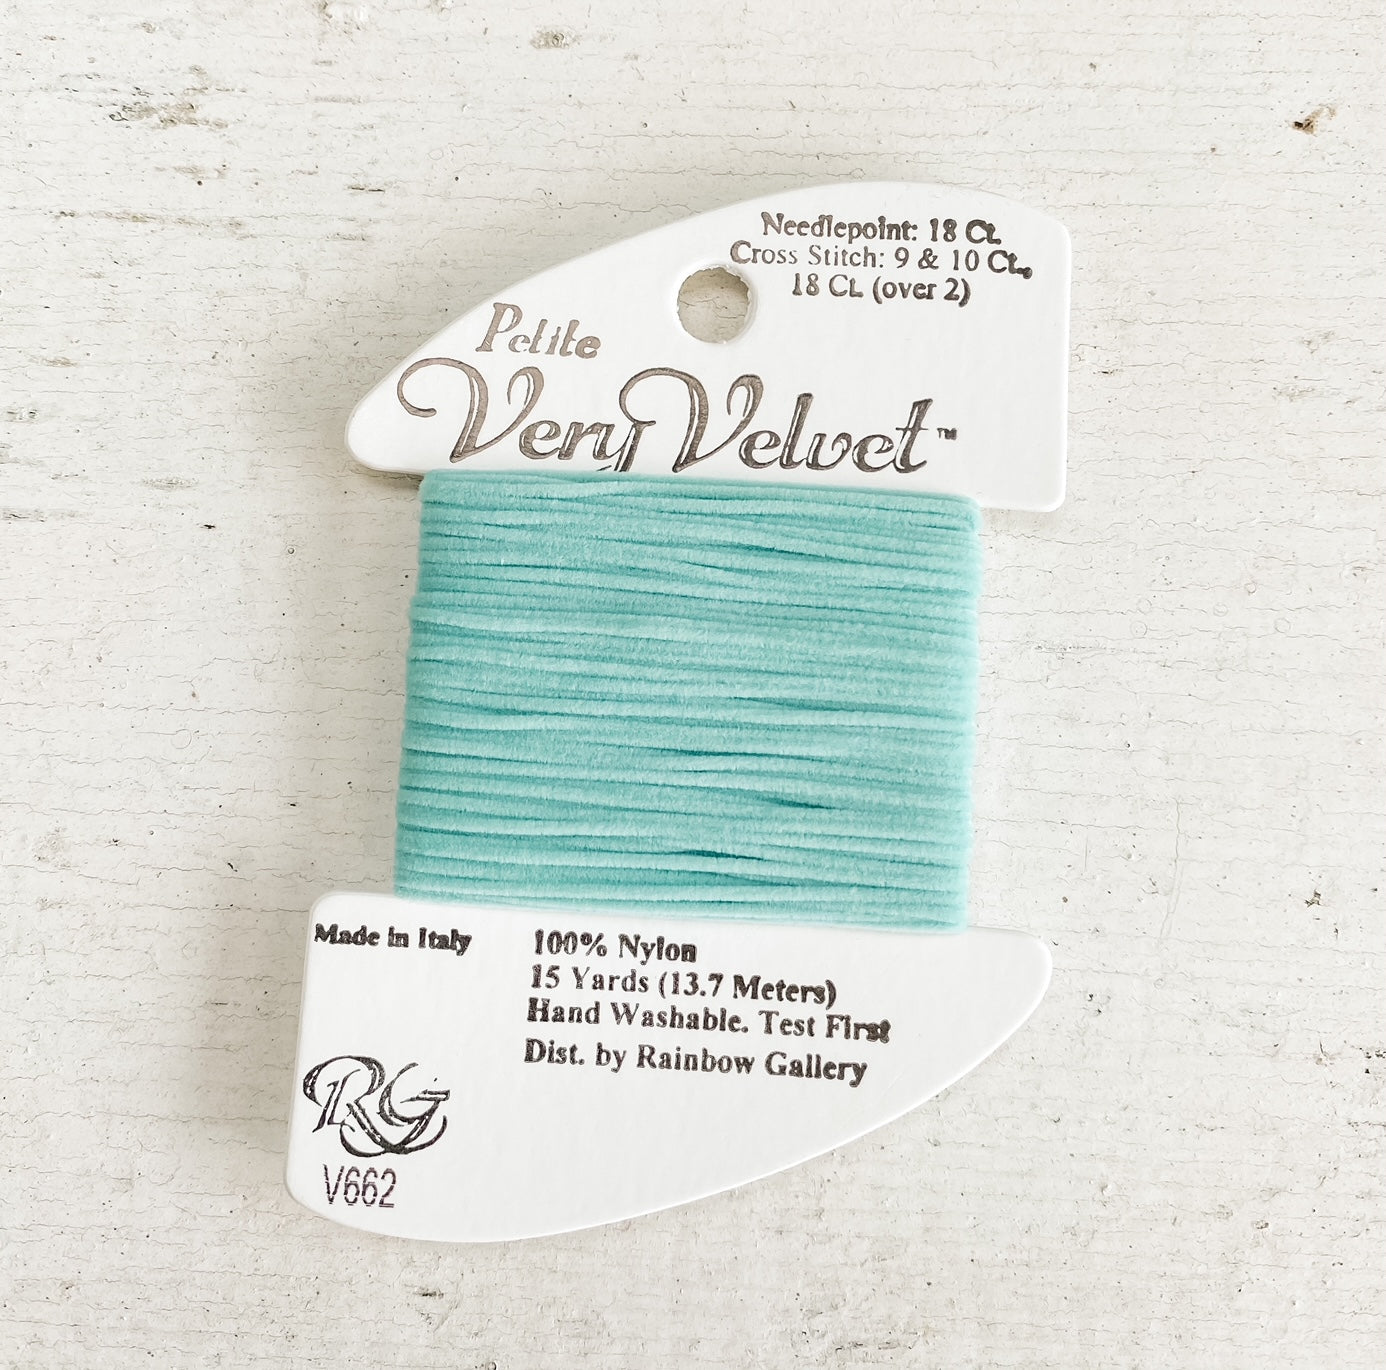 Needlepoint: 18 Ct.
Cross Stitch: 9 & 10 Ct.,
18 Ct. (over 2)
Petite
Very Velvet™
Made in Italy
100% Nylon
15 Yards (13.7 Meters)
Hand Washable. Test First
Dist. by Rainbow Gallery
RG
V662